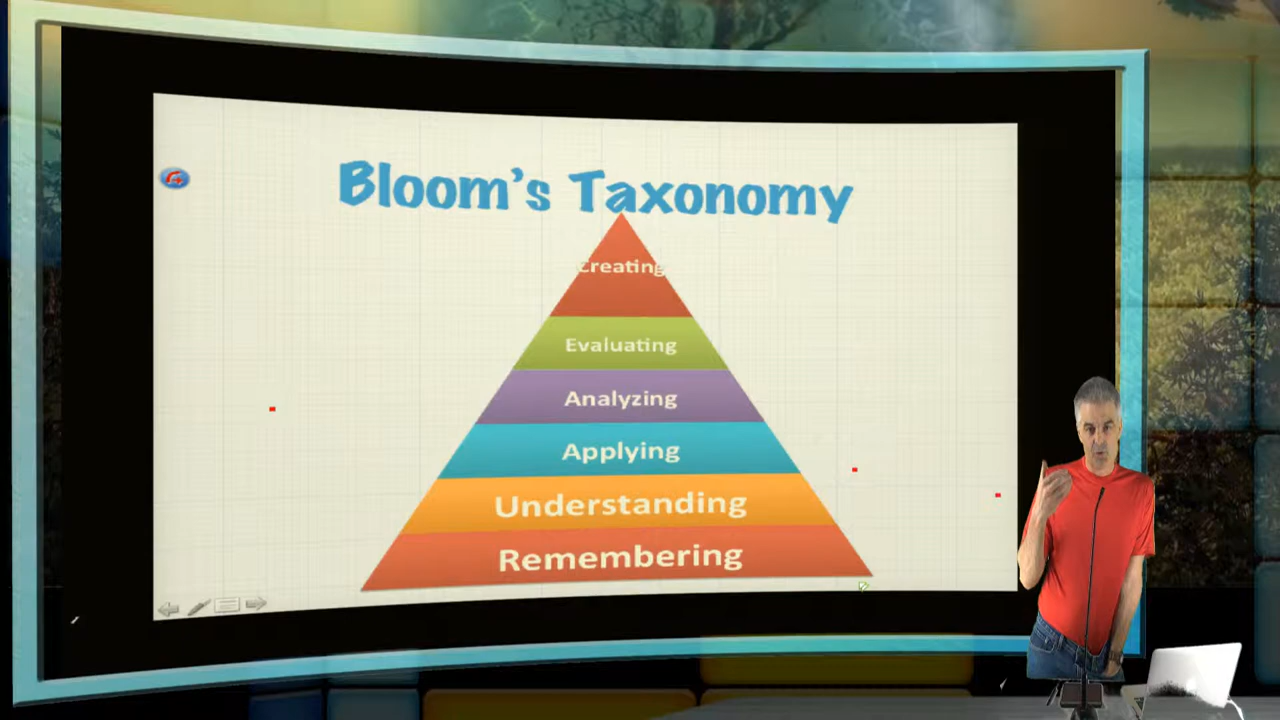 Bloom's Taxonomy
Creating
Evaluating
Analyzing
Applying
Understanding
Remembering